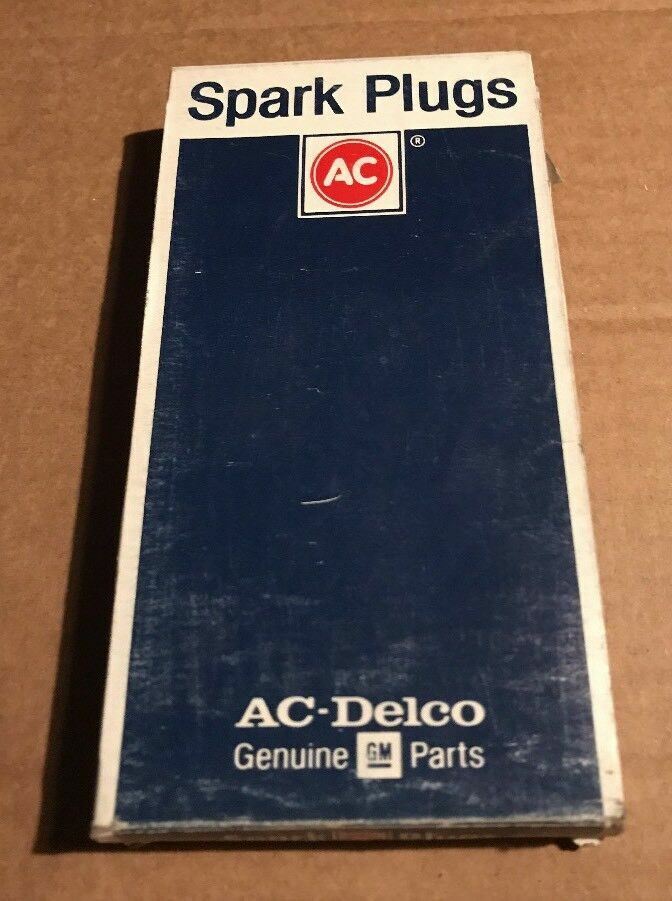 Spark Plugs
AC ®
AC-Delco
Genuine GM Parts